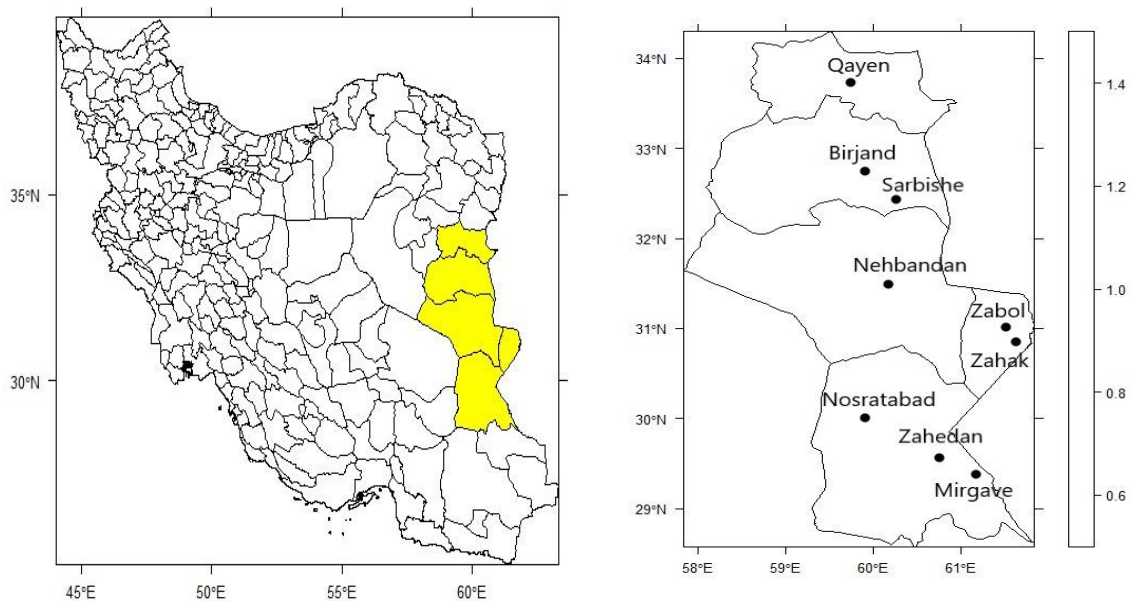 35°N
30°N
45°E
50°E
55°E
60°E
34°N
33°N
32°N
31°N
30°N
29°N
Qayen
Birjand
Sarbishe
Nehbandan
Zabol
Zahak
Nosratabad
Zahedan
Mirgave
58°E
59°E
60°E
61°E
1.4
1.2
1.0
0.8
0.6